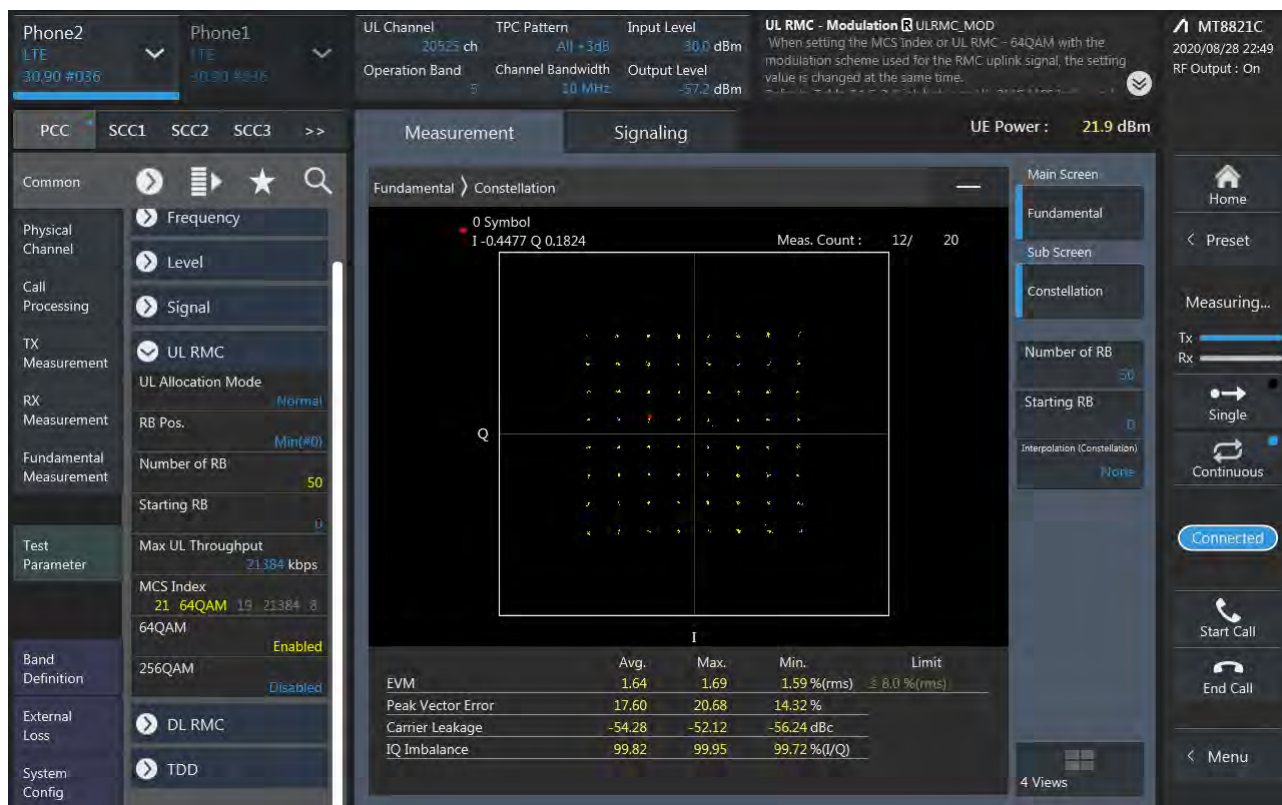 Phone2
LTE
30.90 #036
Phone1
LTE
30.90 #036
UL Channel
20525 ch
Operation Band
5
TPC Pattern
All +3dB
Channel Bandwidth
10 MHz
Input Level
30.0 dBm
Output Level
-57.2 dBm
UL RMC - Modulation R ULRMC_MOD
When setting the MCS Index or UL RMC - 64QAM with the
modulation scheme used for the RMC uplink signal, the setting
value is changed at the same time.
MT8821C
2020/08/28 22:49
RF Output : On
PCC SCC1 SCC2 SCC3 >>
Measurement
Signaling
UE Power : 21.9 dBm
Common
Physical
Channel
Call
Processing
TX
Measurement
RX
Measurement
Fundamental
Measurement
Test
Parameter
Band
Definition
External
Loss
System
Config
Frequency
Level
Signal
UL RMC
UL Allocation Mode
Normal
RB Pos.
Min(#0)
Number of RB
50
Starting RB
0
Max UL Throughput
21384 kbps
MCS Index
21 64QAM 19 21384 8
64QAM
Enabled
256QAM
Disabled
DL RMC
TDD
Fundamental ❭ Constellation
0 Symbol
I -0.4477 Q 0.1824
Meas. Count : 12/ 20
Q
I
Avg. Max. Min. Limit
EVM 1.64 1.69 1.59 %(rms) ≤ 8.0 %(rms)
Peak Vector Error 17.60 20.68 14.32 %
Carrier Leakage -54.28 -52.12 -56.24 dBc
IQ Imbalance 99.82 99.95 99.72 %(I/Q)
Main Screen
Fundamental
Sub Screen
Constellation
Number of RB
50
Starting RB
0
Interpolation (Constellation)
None
4 Views
Home
< Preset
Measuring...
Tx
Rx
Single
Continuous
Connected
Start Call
End Call
< Menu